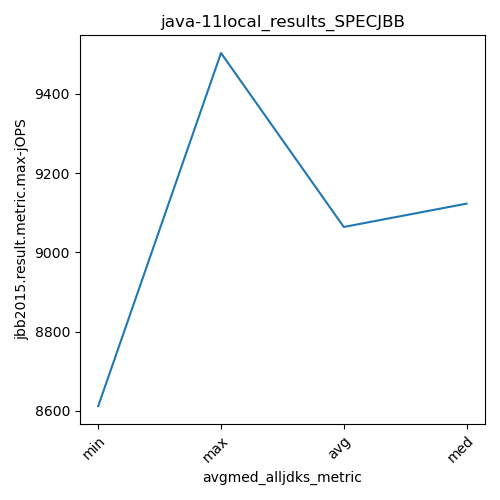 java-11local_results_SPECJBB
jbb2015.result.metric.max-jOPS
9400
9200
9000
8800
8600
min
max
avg
med
avgmed_alljdks_metric